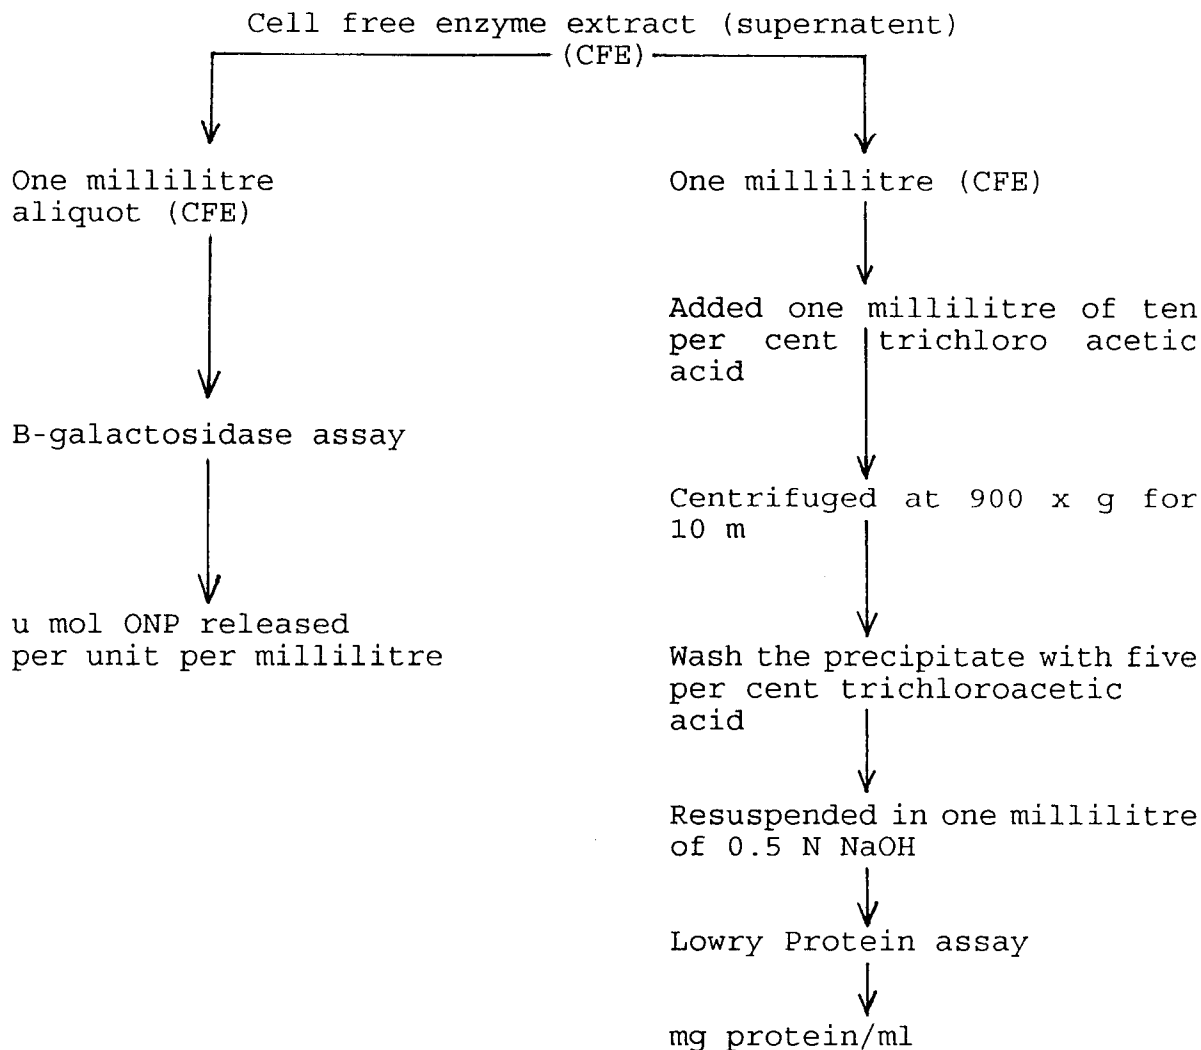 Cell free enzyme extract (supernatent)
(CFE)
One millilitre
aliquot (CFE)
B-galactosidase assay
u mol ONP released
per unit per millilitre
One millilitre (CFE)
Added one millilitre of ten
per cent trichloro acetic
acid
Centrifuged at 900 x g for
10 m
Wash the precipitate with five
per cent trichloroacetic
acid
Resuspended in one millilitre
of 0.5 N NaOH
Lowry Protein assay
mg protein/ml